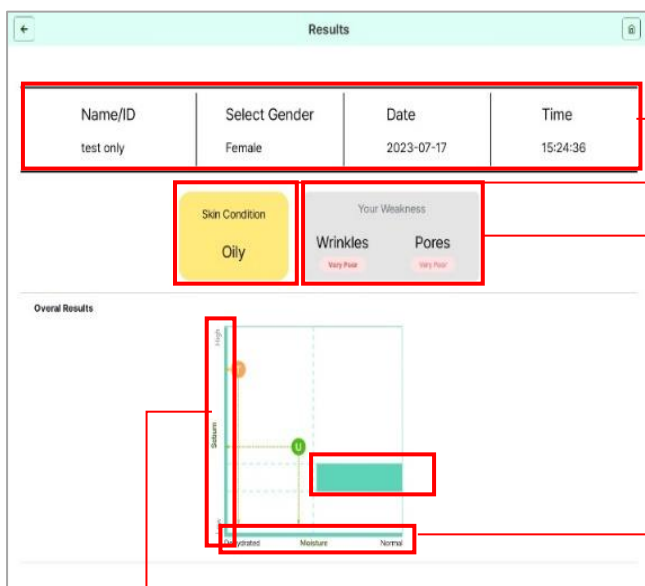 Results
Name/ID Select Gender Date Time
test only Female 2023-07-17 15:24:36
Skin Condition
Oily
Your Weakness
Wrinkles Pores
Very Poor Very Poor
Overal Results
High
T
Sebum
U
Low
Dehydrated Moisture Normal